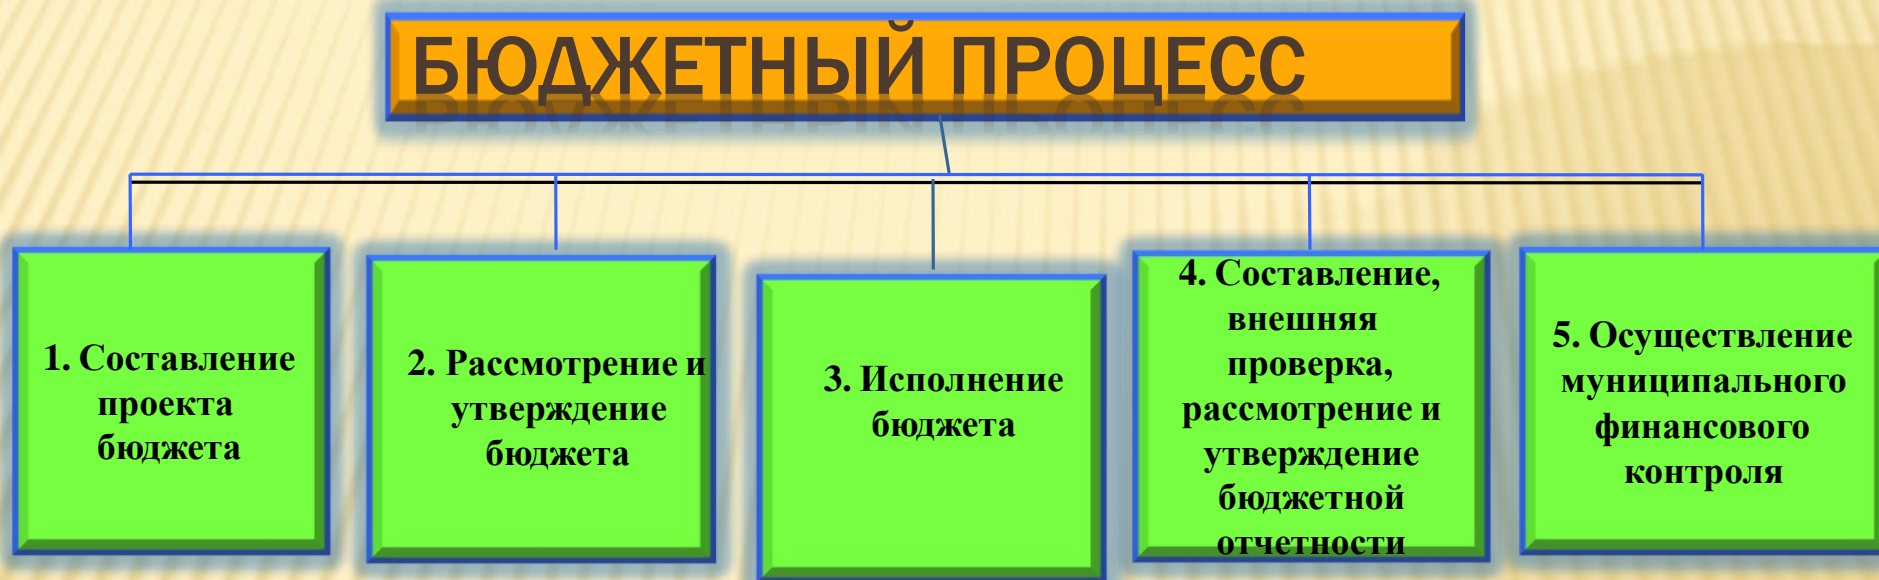 БЮДЖЕТНЫЙ ПРОЦЕСС
1. Составление
проекта
бюджета
2. Рассмотрение и
утверждение
бюджета
3. Исполнение
бюджета
4. Составление,
внешняя
проверка,
рассмотрение и
утверждение
бюджетной
отчетности
5. Осуществление
муниципального
финансового
контроля